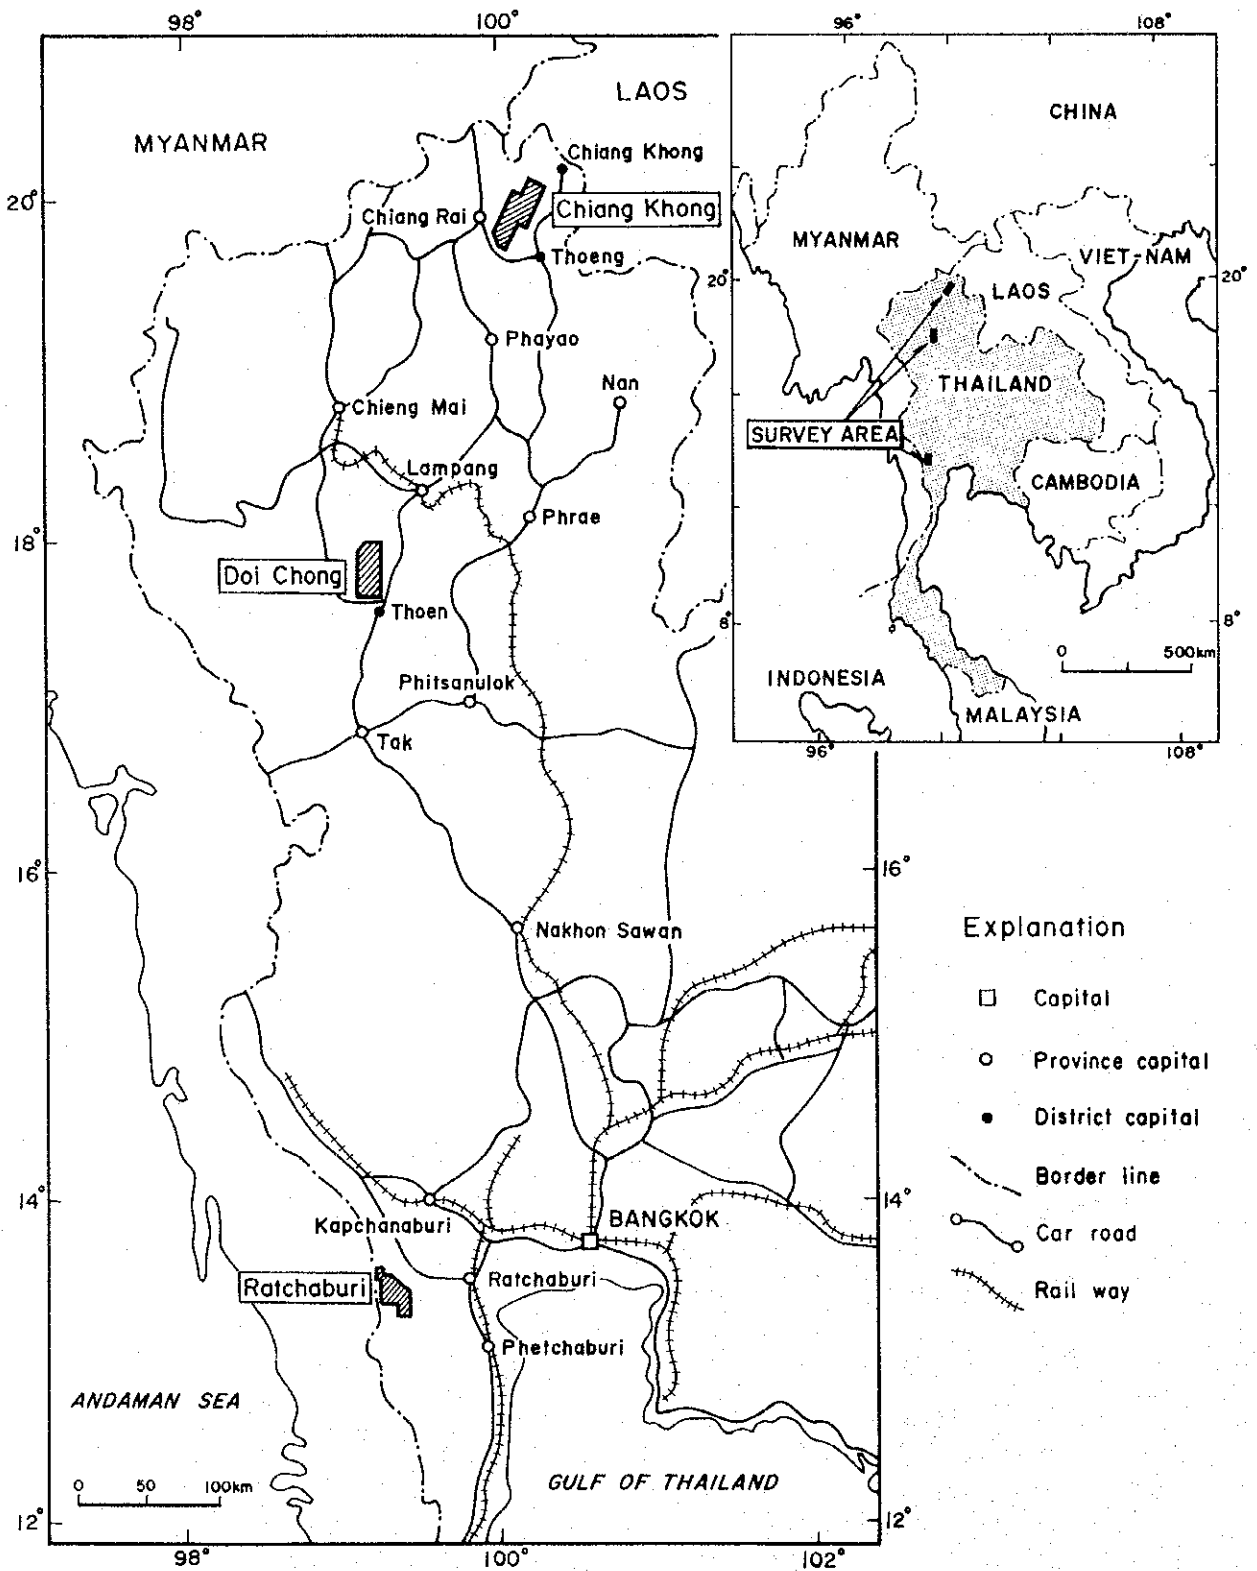 98°
100°
96°
108°
LAOS
MYANMAR
CHINA
Chiang Khong
20°
Chiang Rai
Chiang Khong
Thoeng
MYANMAR
VIET-NAM
20°
20°
LAOS
Phayao
Nan
THAILAND
Chieng Mai
SURVEY AREA
Lampang
CAMBODIA
Phrae
18°
Doi Chong
Thoen
8°
8°
0 500km
Phitsanulok
INDONESIA
MALAYSIA
Tak
96°
108°
16°
16°
Nakhon Sawan
Explanation
Capital
Province capital
District capital
Border line
Car road
Rail way
14°
14°
Kapchanaburi
BANGKOK
Ratchaburi
Ratchaburi
Phetchaburi
ANDAMAN SEA
GULF OF THAILAND
0 50 100km
12°
12°
98°
100°
102°